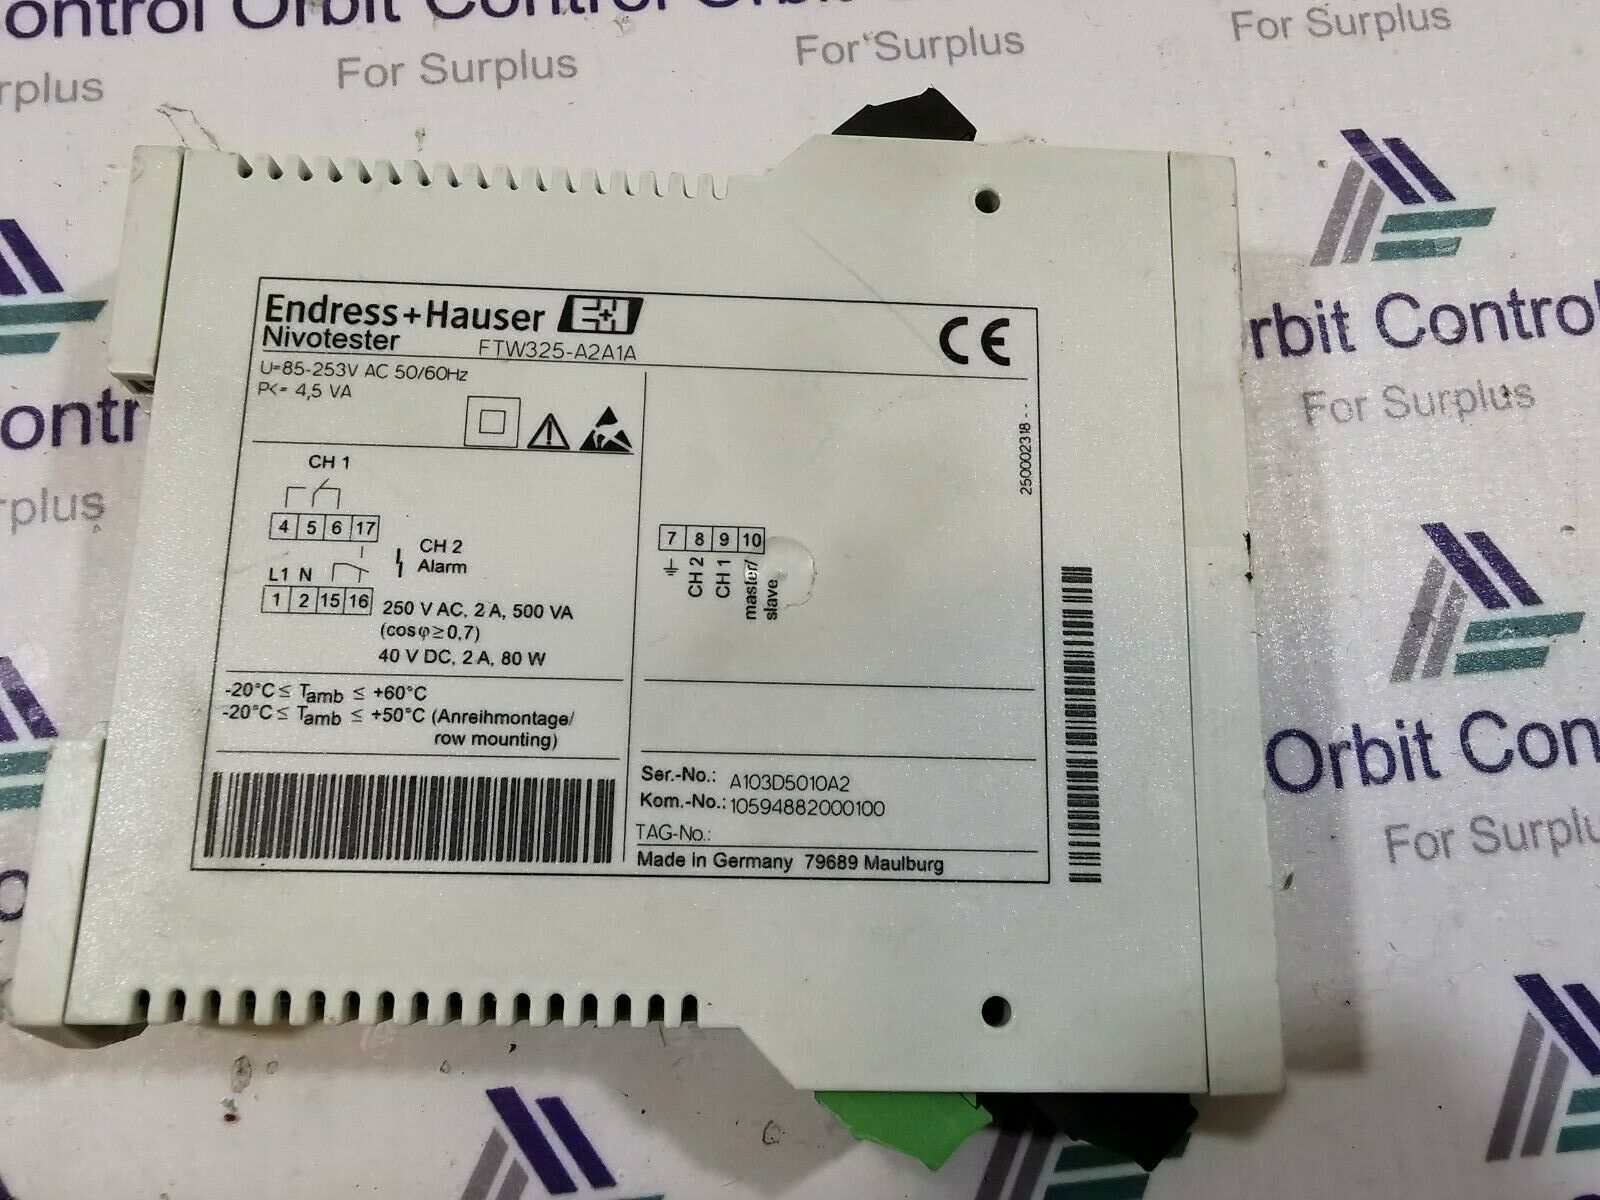 ontrol Orbit Control Orbit Control
rplus
For Surplus
For Surplus
For Surplus
Endress+Hauser E+H
Nivotester FTW325-A2A1A
CE
U=85-253V AC 50/60Hz
P<= 4,5 VA
250002318--
CH 1
4 5 6 17
CH 2
Alarm
L1 N
1 2 15 16
250 V AC, 2 A, 500 VA
(cosφ≥0,7)
40 V DC, 2 A, 80 W
7 8 9 10
CH 2
CH 1
master/
slave
-20°C≤ Tamb ≤ +60°C
-20°C≤ Tamb ≤ +50°C (Anreihmontage/
row mounting)
Ser.-No.: A103D5010A2
Kom.-No.: 10594882000100
TAG-No.:
Made in Germany 79689 Maulburg
rbit Control
For Surplus
ontr
rplus
Orbit Con
For Surplu